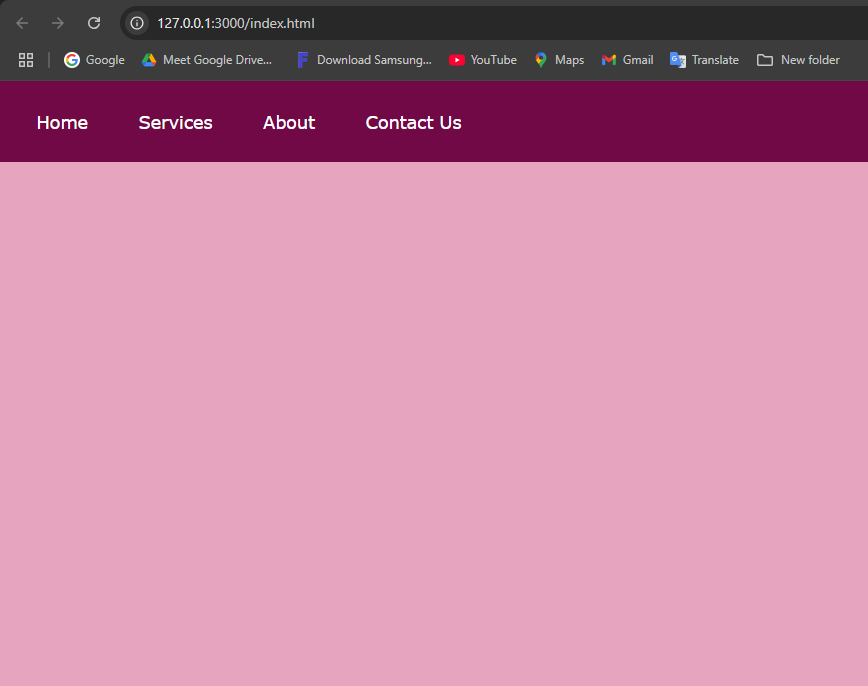 127.0.0.1:3000/index.html
Google Meet Google Drive... Download Samsung... YouTube Maps Gmail Translate New folder
Home Services About Contact Us